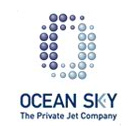 OCEAN SKY
The Private Jet Company